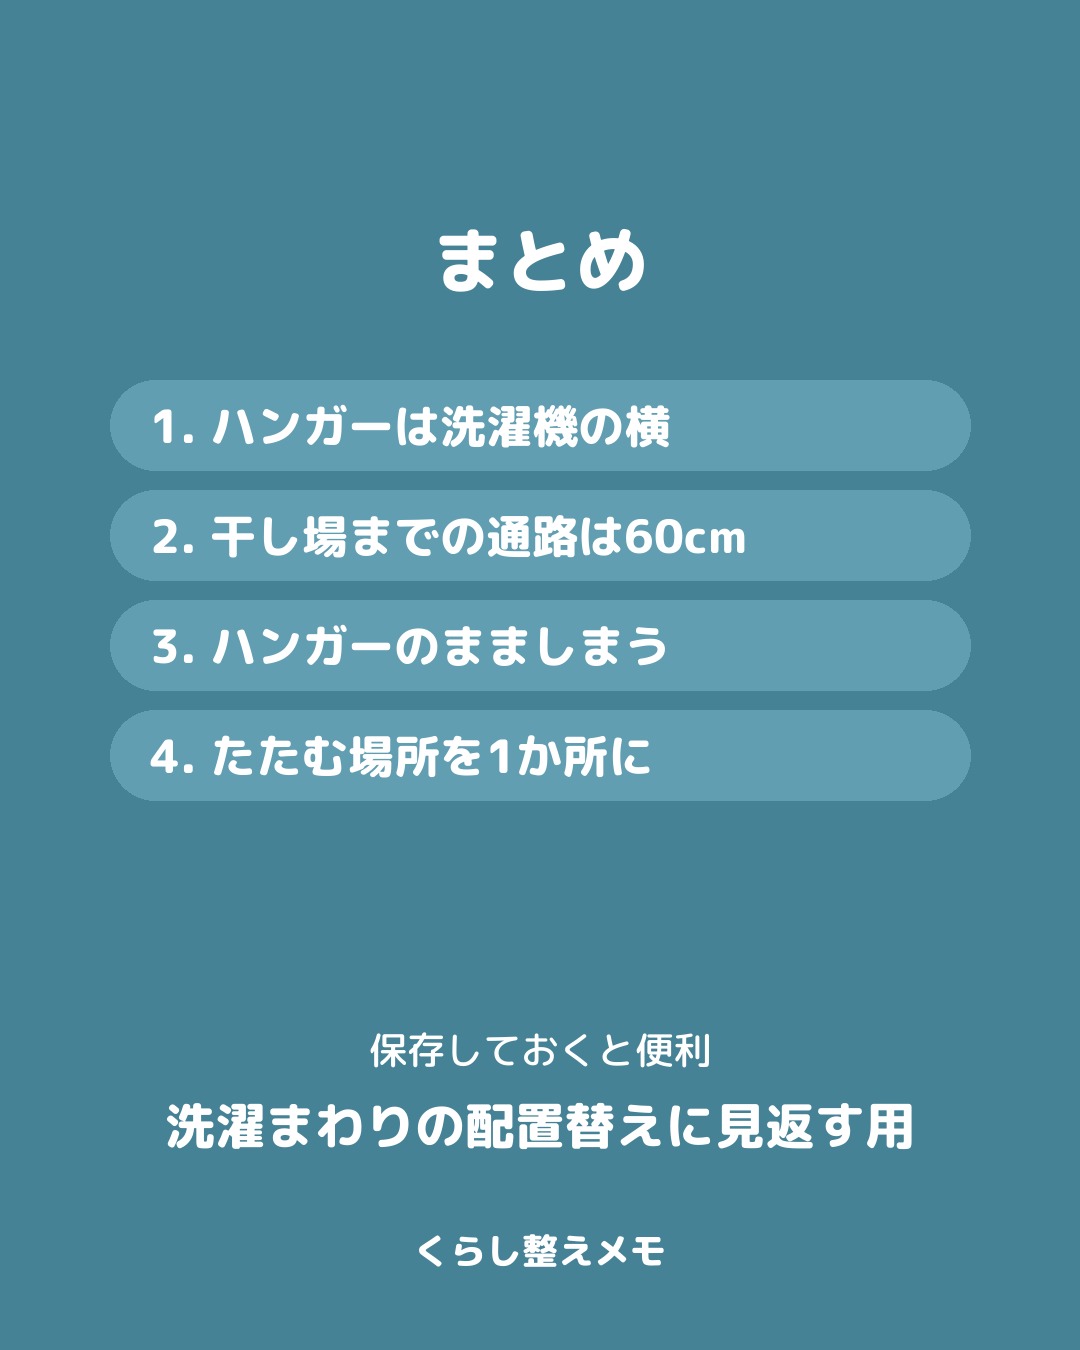 まとめ
1. ハンガーは洗濯機の横
2. 干し場までの通路は60cm
3. ハンガーのまましまう
4. たたむ場所を1か所に
保存しておくと便利
洗濯まわりの配置替えに見返す用
くらし整えメモ